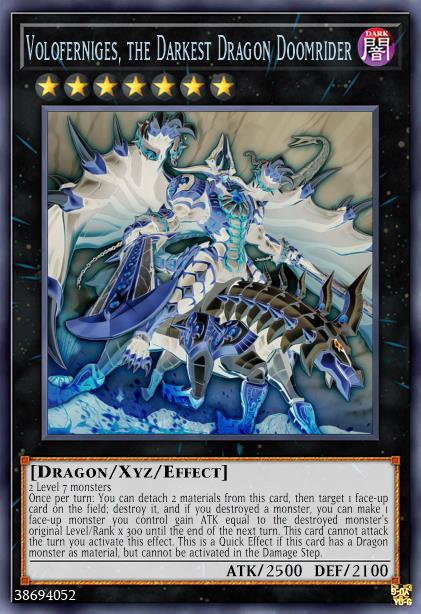 Voloferniges, the Darkest Dragon Doomrider
DARK
闇
[Dragon/Xyz/Effect]
2 Level 7 monsters
Once per turn: You can detach 2 materials from this card, then target 1 face-up
card on the field; destroy it, and if you destroyed a monster, you can make 1
face-up monster you control gain ATK equal to the destroyed monster's
original Level/Rank x 300 until the end of the next turn. This card cannot attack
the turn you activate this effect. This is a Quick Effect if this card has a Dragon
monster as material, but cannot be activated in the Damage Step.
ATK/2500 DEF/2100
38694052